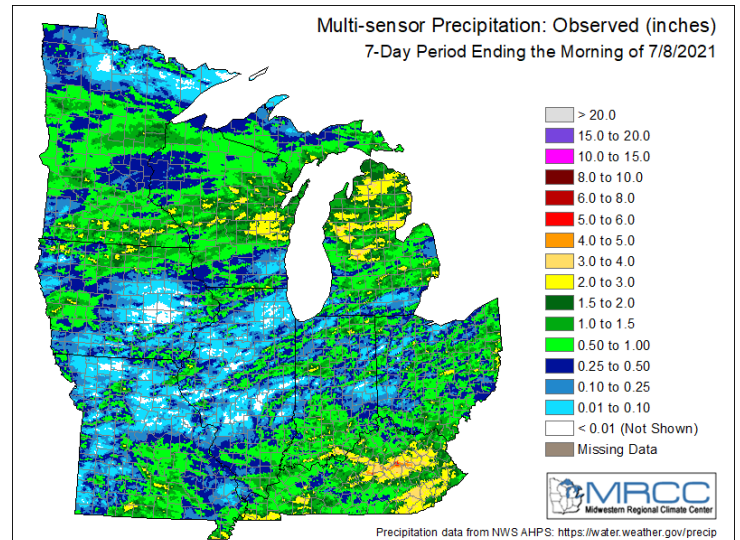 Multi-sensor Precipitation: Observed (inches)
7-Day Period Ending the Morning of 7/8/2021
> 20.0
15.0 to 20.0
10.0 to 15.0
8.0 to 10.0
6.0 to 8.0
5.0 to 6.0
4.0 to 5.0
3.0 to 4.0
2.0 to 3.0
1.5 to 2.0
1.0 to 1.5
0.50 to 1.00
0.25 to 0.50
0.10 to 0.25
0.01 to 0.10
< 0.01 (Not Shown)
Missing Data
MRCC
Midwestern Regional Climate Center
Precipitation data from NWS AHPS: https://water.weather.gov/precip